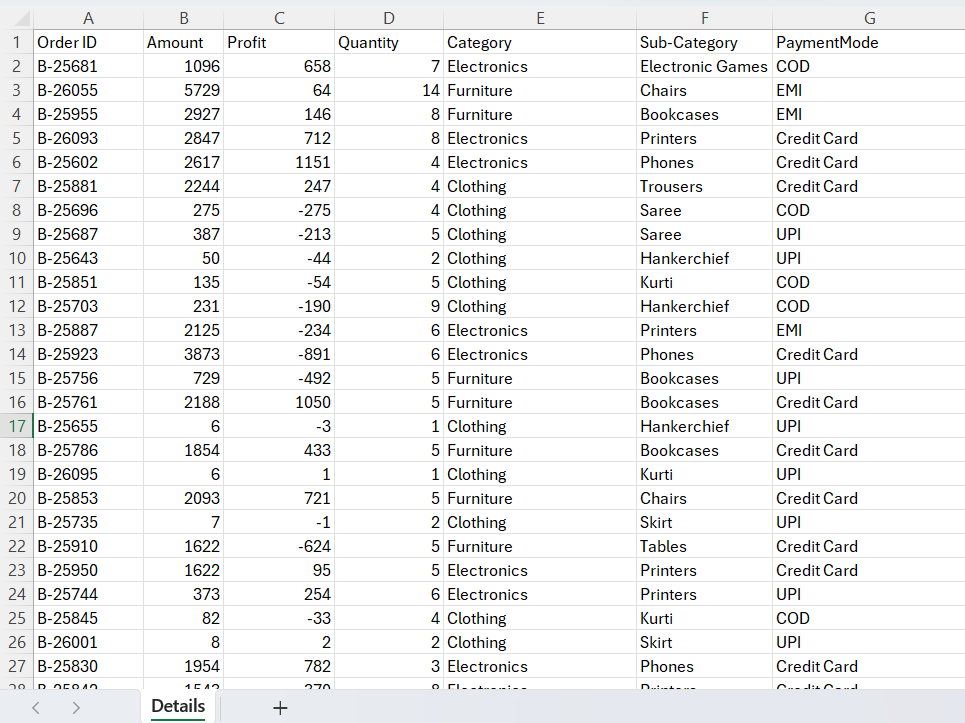 A B C D E F G
1 Order ID Amount Profit Quantity Category Sub-Category PaymentMode
2 B-25681 1096 658 7 Electronics Electronic Games COD
3 B-26055 5729 64 14 Furniture Chairs EMI
4 B-25955 2927 146 8 Furniture Bookcases EMI
5 B-26093 2847 712 8 Electronics Printers Credit Card
6 B-25602 2617 1151 4 Electronics Phones Credit Card
7 B-25881 2244 247 4 Clothing Trousers Credit Card
8 B-25696 275 -275 4 Clothing Saree COD
9 B-25687 387 -213 5 Clothing Saree UPI
10 B-25643 50 -44 2 Clothing Hankerchief UPI
11 B-25851 135 -54 5 Clothing Kurti COD
12 B-25703 231 -190 9 Clothing Hankerchief COD
13 B-25887 2125 -234 6 Electronics Printers EMI
14 B-25923 3873 -891 6 Electronics Phones Credit Card
15 B-25756 729 -492 5 Furniture Bookcases UPI
16 B-25761 2188 1050 5 Furniture Bookcases Credit Card
17 B-25655 6 -3 1 Clothing Hankerchief UPI
18 B-25786 1854 433 5 Furniture Bookcases Credit Card
19 B-26095 6 1 1 Clothing Kurti UPI
20 B-25853 2093 721 5 Furniture Chairs Credit Card
21 B-25735 7 -1 2 Clothing Skirt UPI
22 B-25910 1622 -624 5 Furniture Tables Credit Card
23 B-25950 1622 95 5 Electronics Printers Credit Card
24 B-25744 373 254 6 Electronics Printers UPI
25 B-25845 82 -33 4 Clothing Kurti COD
26 B-26001 8 2 2 Clothing Skirt UPI
27 B-25830 1954 782 3 Electronics Phones Credit Card
Details